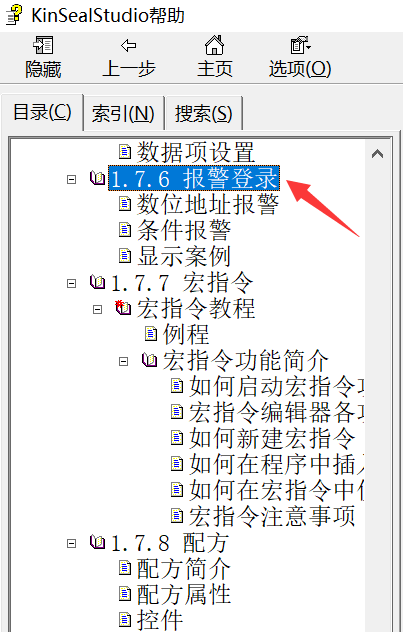 KinSealStudio帮助
隐藏 上一步 主页 选项(O)
目录(C) 索引(N) 搜索(S)
数据项设置
1.7.6 报警登录
数位地址报警
条件报警
显示案例
1.7.7 宏指令
宏指令教程
例程
宏指令功能简介
如何启动宏指令
宏指令编辑器各
如何新建宏指令
如何在程序中插
如何在宏指令中
宏指令注意事项
1.7.8 配方
配方简介
配方属性
控件